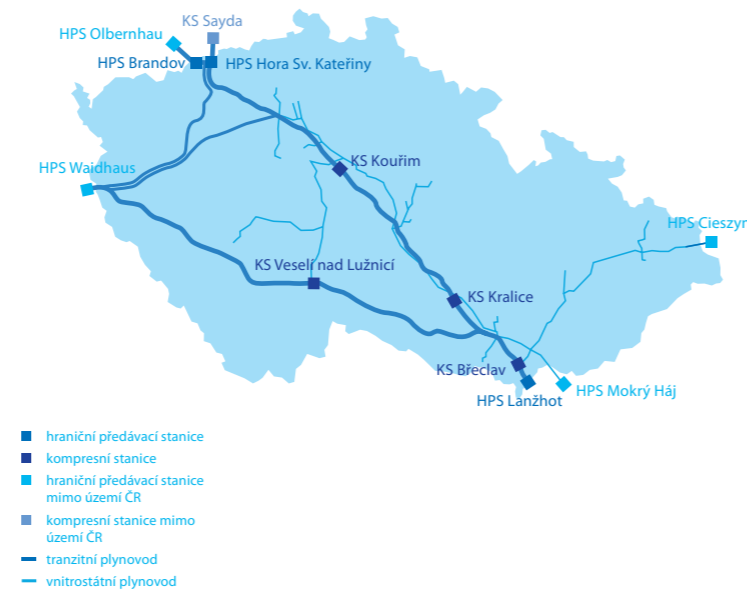 KS Sayda
HPS Olbernhau
HPS Brandov
HPS Hora Sv. Kateřiny
KS Kouřim
HPS Waidhaus
HPS Cieszyn
KS Veselí nad Lužnicí
KS Kralice
KS Břeclav
HPS Mokrý Háj
HPS Lanžhot
hraniční předávací stanice
kompresní stanice
hraniční předávací stanice
mimo území ČR
kompresní stanice mimo
území ČR
tranzitní plynovod
vnitrostátní plynovod